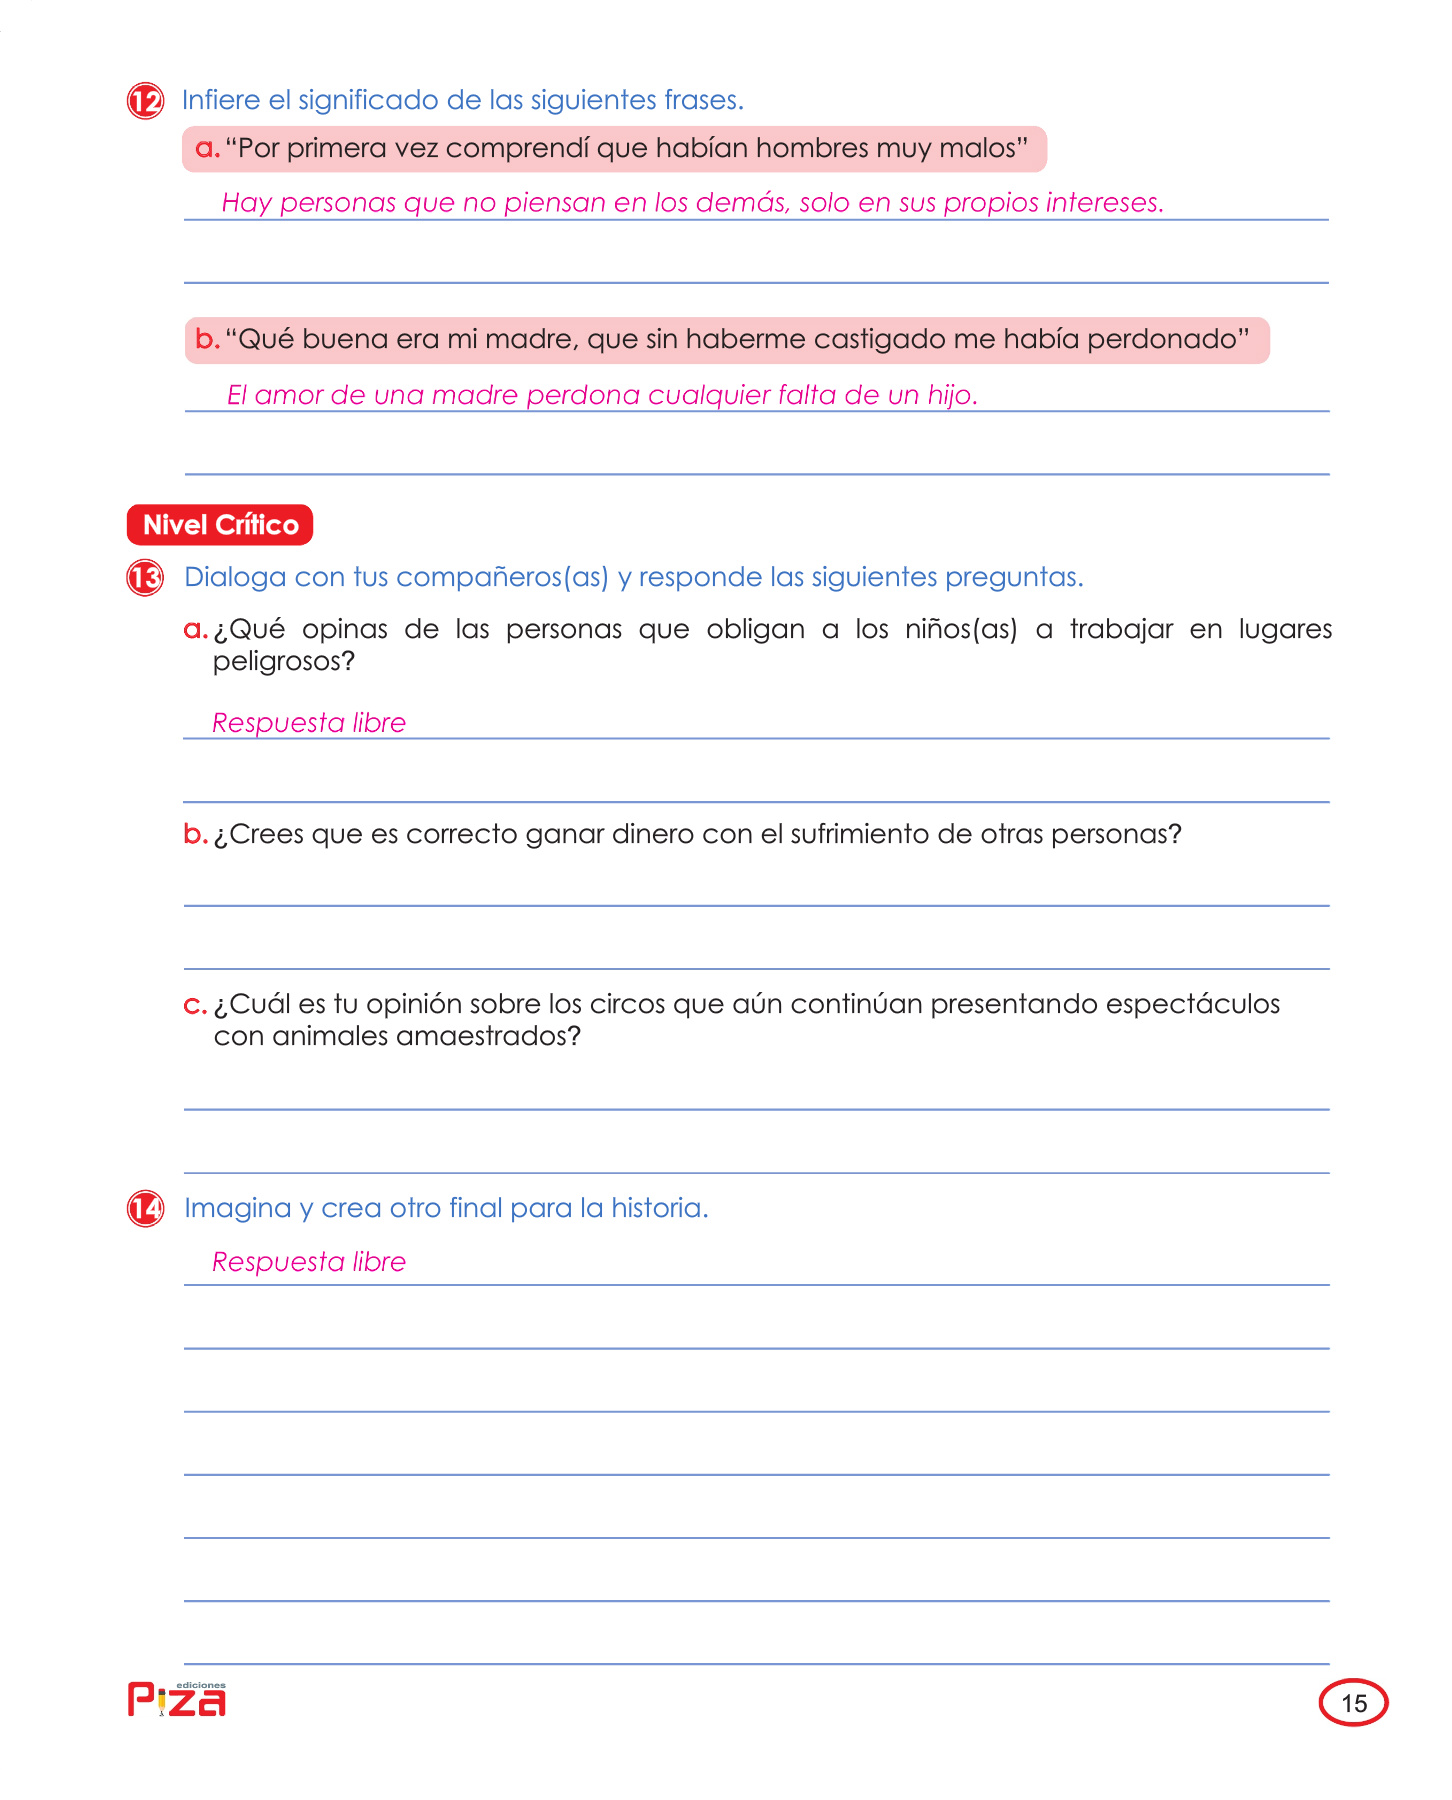 12 Infiere el significado de las siguientes frases.
a. “Por primera vez comprendí que habían hombres muy malos”
Hay personas que no piensan en los demás, solo en sus propios intereses.
b. “Qué buena era mi madre, que sin haberme castigado me había perdonado”
El amor de una madre perdona cualquier falta de un hijo.
Nivel Crítico
13 Dialoga con tus compañeros(as) y responde las siguientes preguntas.
a. ¿Qué opinas de las personas que obligan a los niños(as) a trabajar en lugares
peligrosos?
Respuesta libre
b. ¿Crees que es correcto ganar dinero con el sufrimiento de otras personas?
c. ¿Cuál es tu opinión sobre los circos que aún continúan presentando espectáculos
con animales amaestrados?
14 Imagina y crea otro final para la historia.
Respuesta libre
ediciones
Piza
15